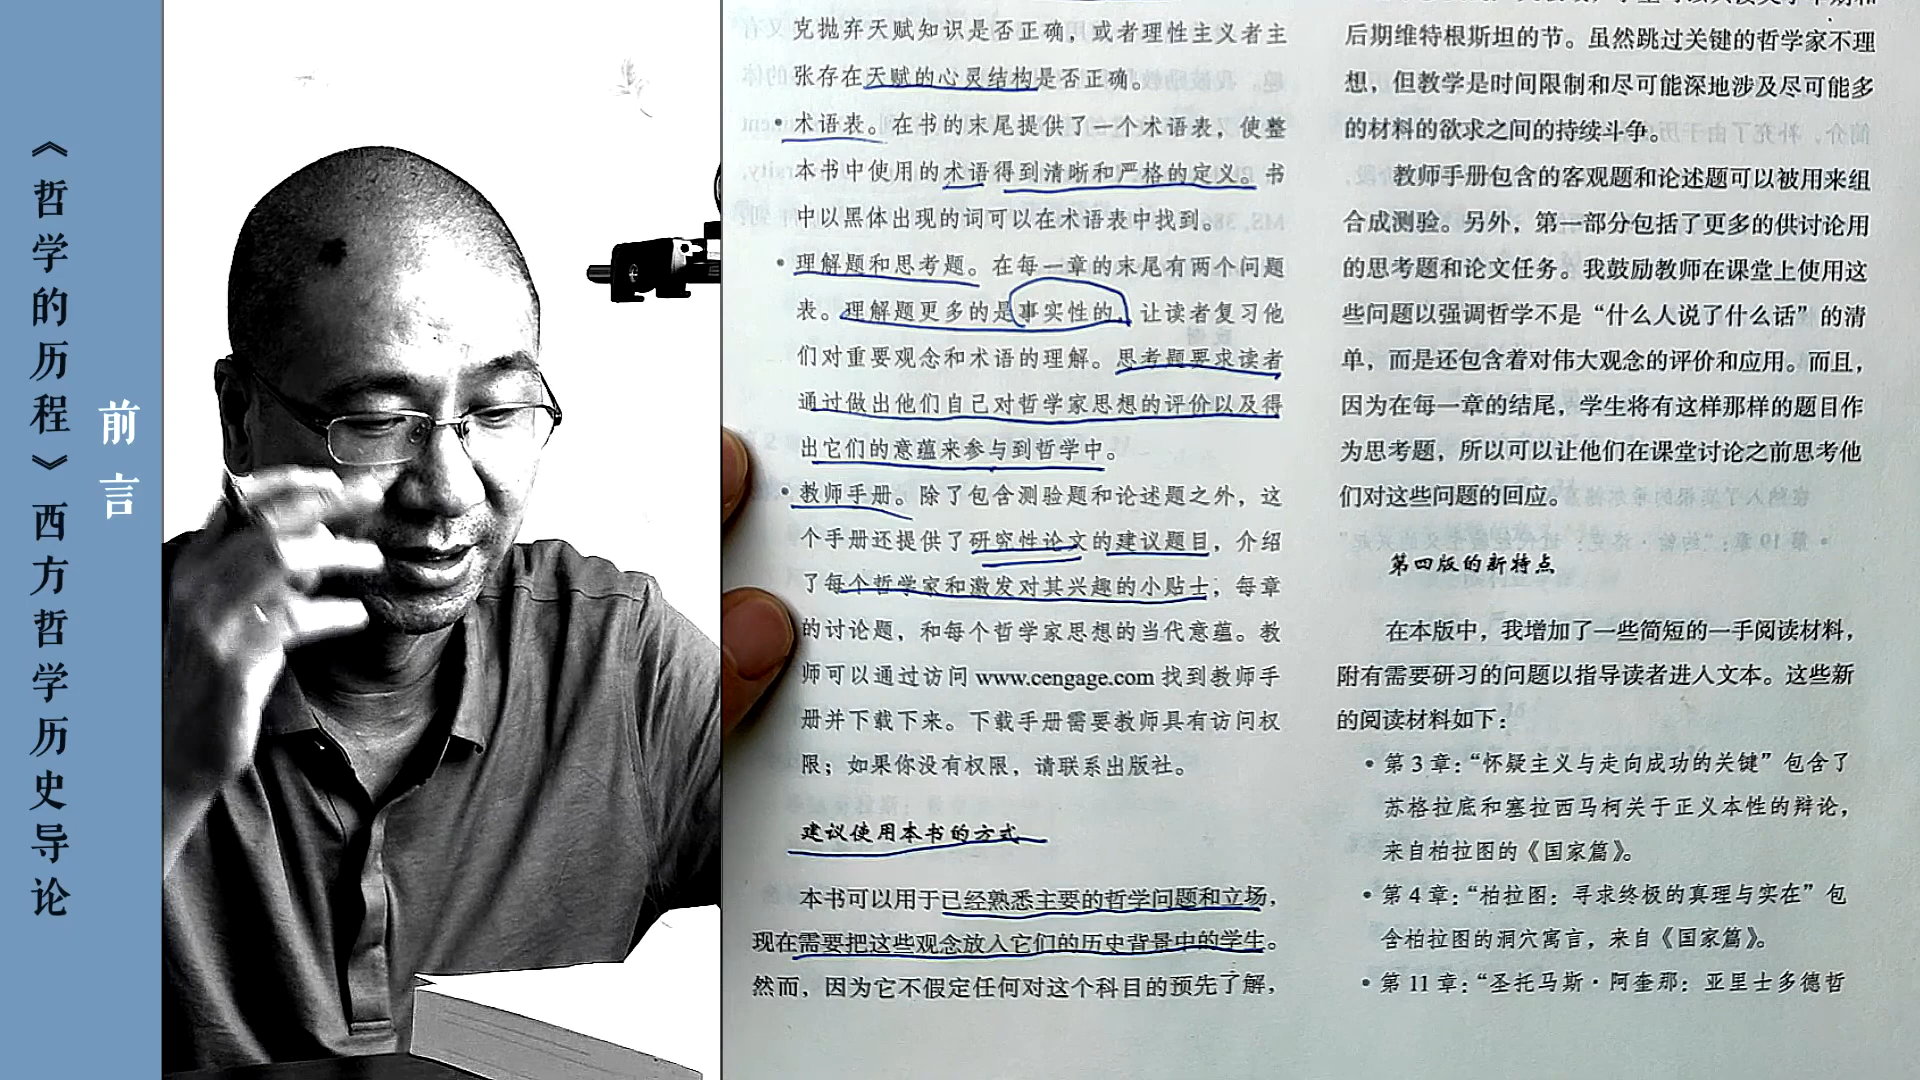 《哲学的历程》西方哲学历史导论
前言
克抛弃天赋知识是否正确，或者理性主义者主
张存在天赋的心灵结构是否正确。
• 术语表。在书的末尾提供了一个术语表，使整
本书中使用的术语得到清晰和严格的定义。书
中以黑体出现的词可以在术语表中找到。
• 理解题和思考题。在每一章的末尾有两个问题
表。理解题更多的是事实性的，让读者复习他
们对重要观念和术语的理解。思考题要求读者
通过做出他们自己对哲学家思想的评价以及得
出它们的意蕴来参与到哲学中。
• 教师手册。除了包含测验题和论述题之外，这
个手册还提供了研究性论文的建议题目，介绍
了每个哲学家和激发对其兴趣的小贴士，每章
的讨论题，和每个哲学家思想的当代意蕴。教
师可以通过访问 www.cengage.com 找到教师手
册并下载下来。下载手册需要教师具有访问权
限；如果你没有权限，请联系出版社。
建议使用本书的方式
本书可以用于已经熟悉主要的哲学问题和立场，
现在需要把这些观念放入它们的历史背景中的学生。
然而，因为它不假定任何对这个科目的预先了解，
后期维特根斯坦的节。虽然跳过关键的哲学家不理
想，但教学是时间限制和尽可能深地涉及尽可能多
的材料的欲求之间的持续斗争。
教师手册包含的客观题和论述题可以被用来组
合成测验。另外，第一部分包括了更多的供讨论用
的思考题和论文任务。我鼓励教师在课堂上使用这
些问题以强调哲学不是“什么人说了什么话”的清
单，而是还包含着对伟大观念的评价和应用。而且，
因为在每一章的结尾，学生将有这样那样的题目作
为思考题，所以可以让他们在课堂讨论之前思考他
们对这些问题的回应。
第四版的新特点
在本版中，我增加了一些简短的一手阅读材料，
附有需要研习的问题以指导读者进入文本。这些新
的阅读材料如下：
• 第 3 章：“怀疑主义与走向成功的关键”包含了
苏格拉底和塞拉西马柯关于正义本性的辩论，
来自柏拉图的《国家篇》。
• 第 4 章：“柏拉图：寻求终极的真理与实在”包
含柏拉图的洞穴寓言，来自《国家篇》。
• 第 11 章：“圣托马斯·阿奎那：亚里士多德哲